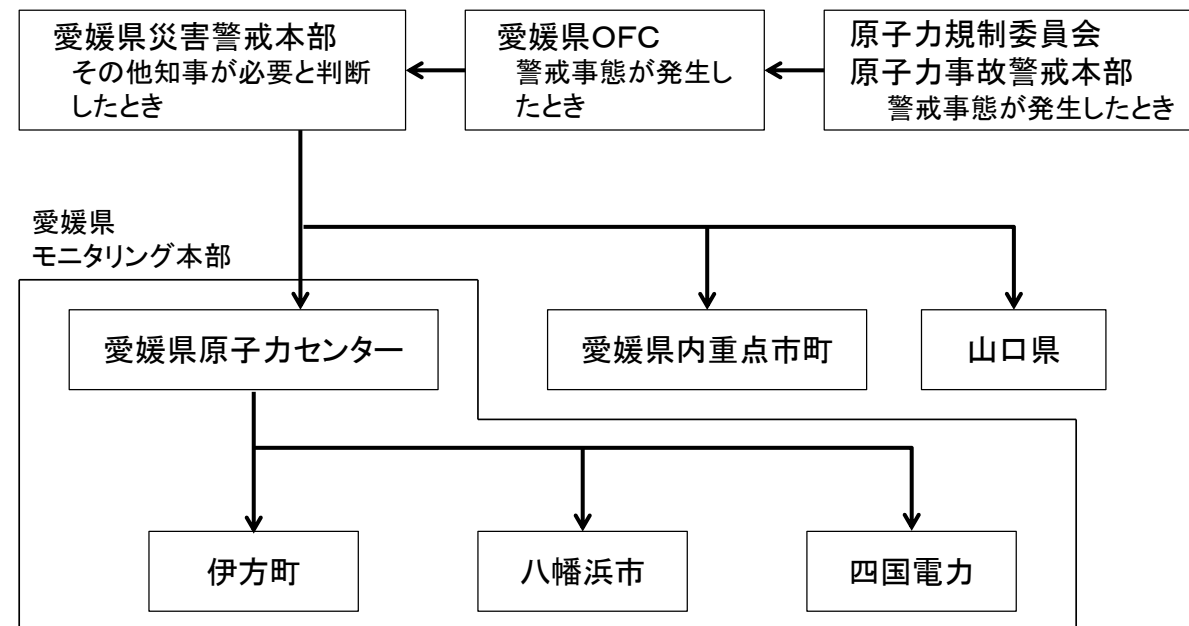 愛媛県災害警戒本部
その他知事が必要と判断
したとき
愛媛県OFC
警戒事態が発生し
たとき
原子力規制委員会
原子力事故警戒本部
警戒事態が発生したとき
愛媛県
モニタリング本部
愛媛県原子力センター
愛媛県内重点市町
山口県
伊方町
八幡浜市
四国電力